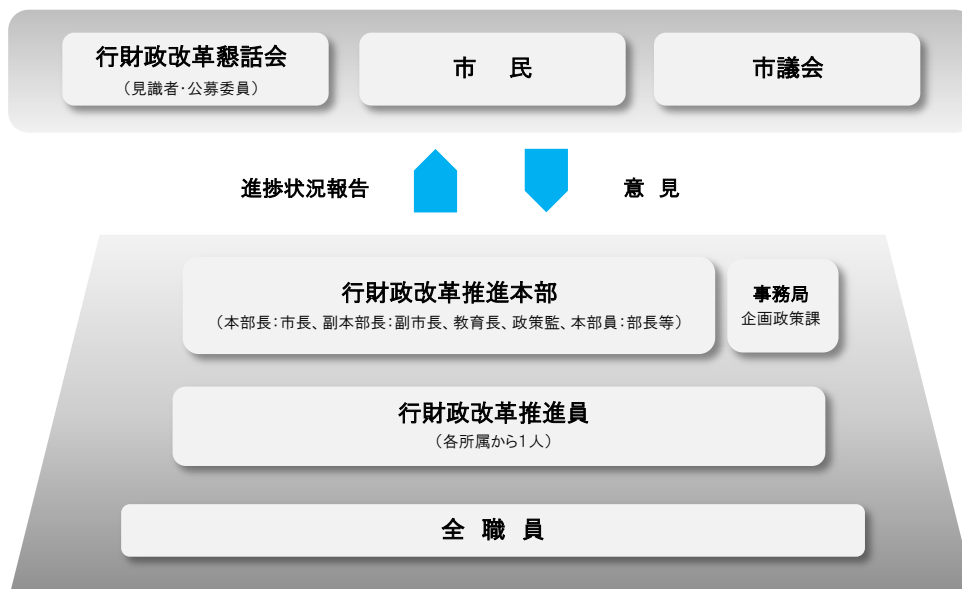 行財政改革懇話会
（見識者・公募委員）
市 民
市議会
進捗状況報告
意 見
行財政改革推進本部
（本部長：市長、副本部長：副市長、教育長、政策監、本部員：部長等）
事務局
企画政策課
行財政改革推進員
（各所属から１人）
全 職 員